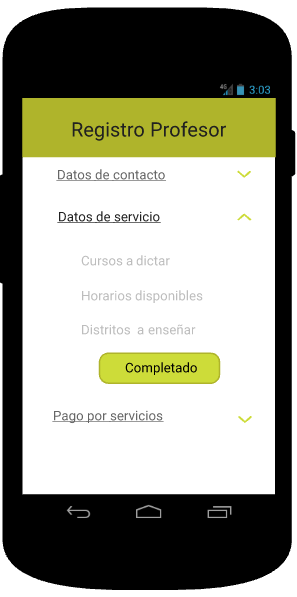 4G 3:03
Registro Profesor
Datos de contacto
Datos de servicio
Cursos a dictar
Horarios disponibles
Distritos a enseñar
Completado
Pago por servicios